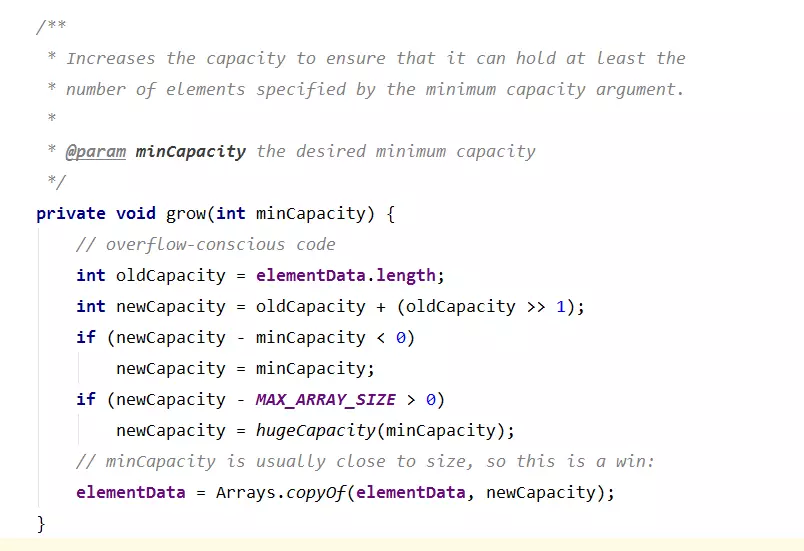 /**
 * Increases the capacity to ensure that it can hold at least the
 * number of elements specified by the minimum capacity argument.
 *
 * @param minCapacity the desired minimum capacity
 */
private void grow(int minCapacity) {
    // overflow-conscious code
    int oldCapacity = elementData.length;
    int newCapacity = oldCapacity + (oldCapacity >> 1);
    if (newCapacity - minCapacity < 0)
        newCapacity = minCapacity;
    if (newCapacity - MAX_ARRAY_SIZE > 0)
        newCapacity = hugeCapacity(minCapacity);
    // minCapacity is usually close to size, so this is a win:
    elementData = Arrays.copyOf(elementData, newCapacity);
}